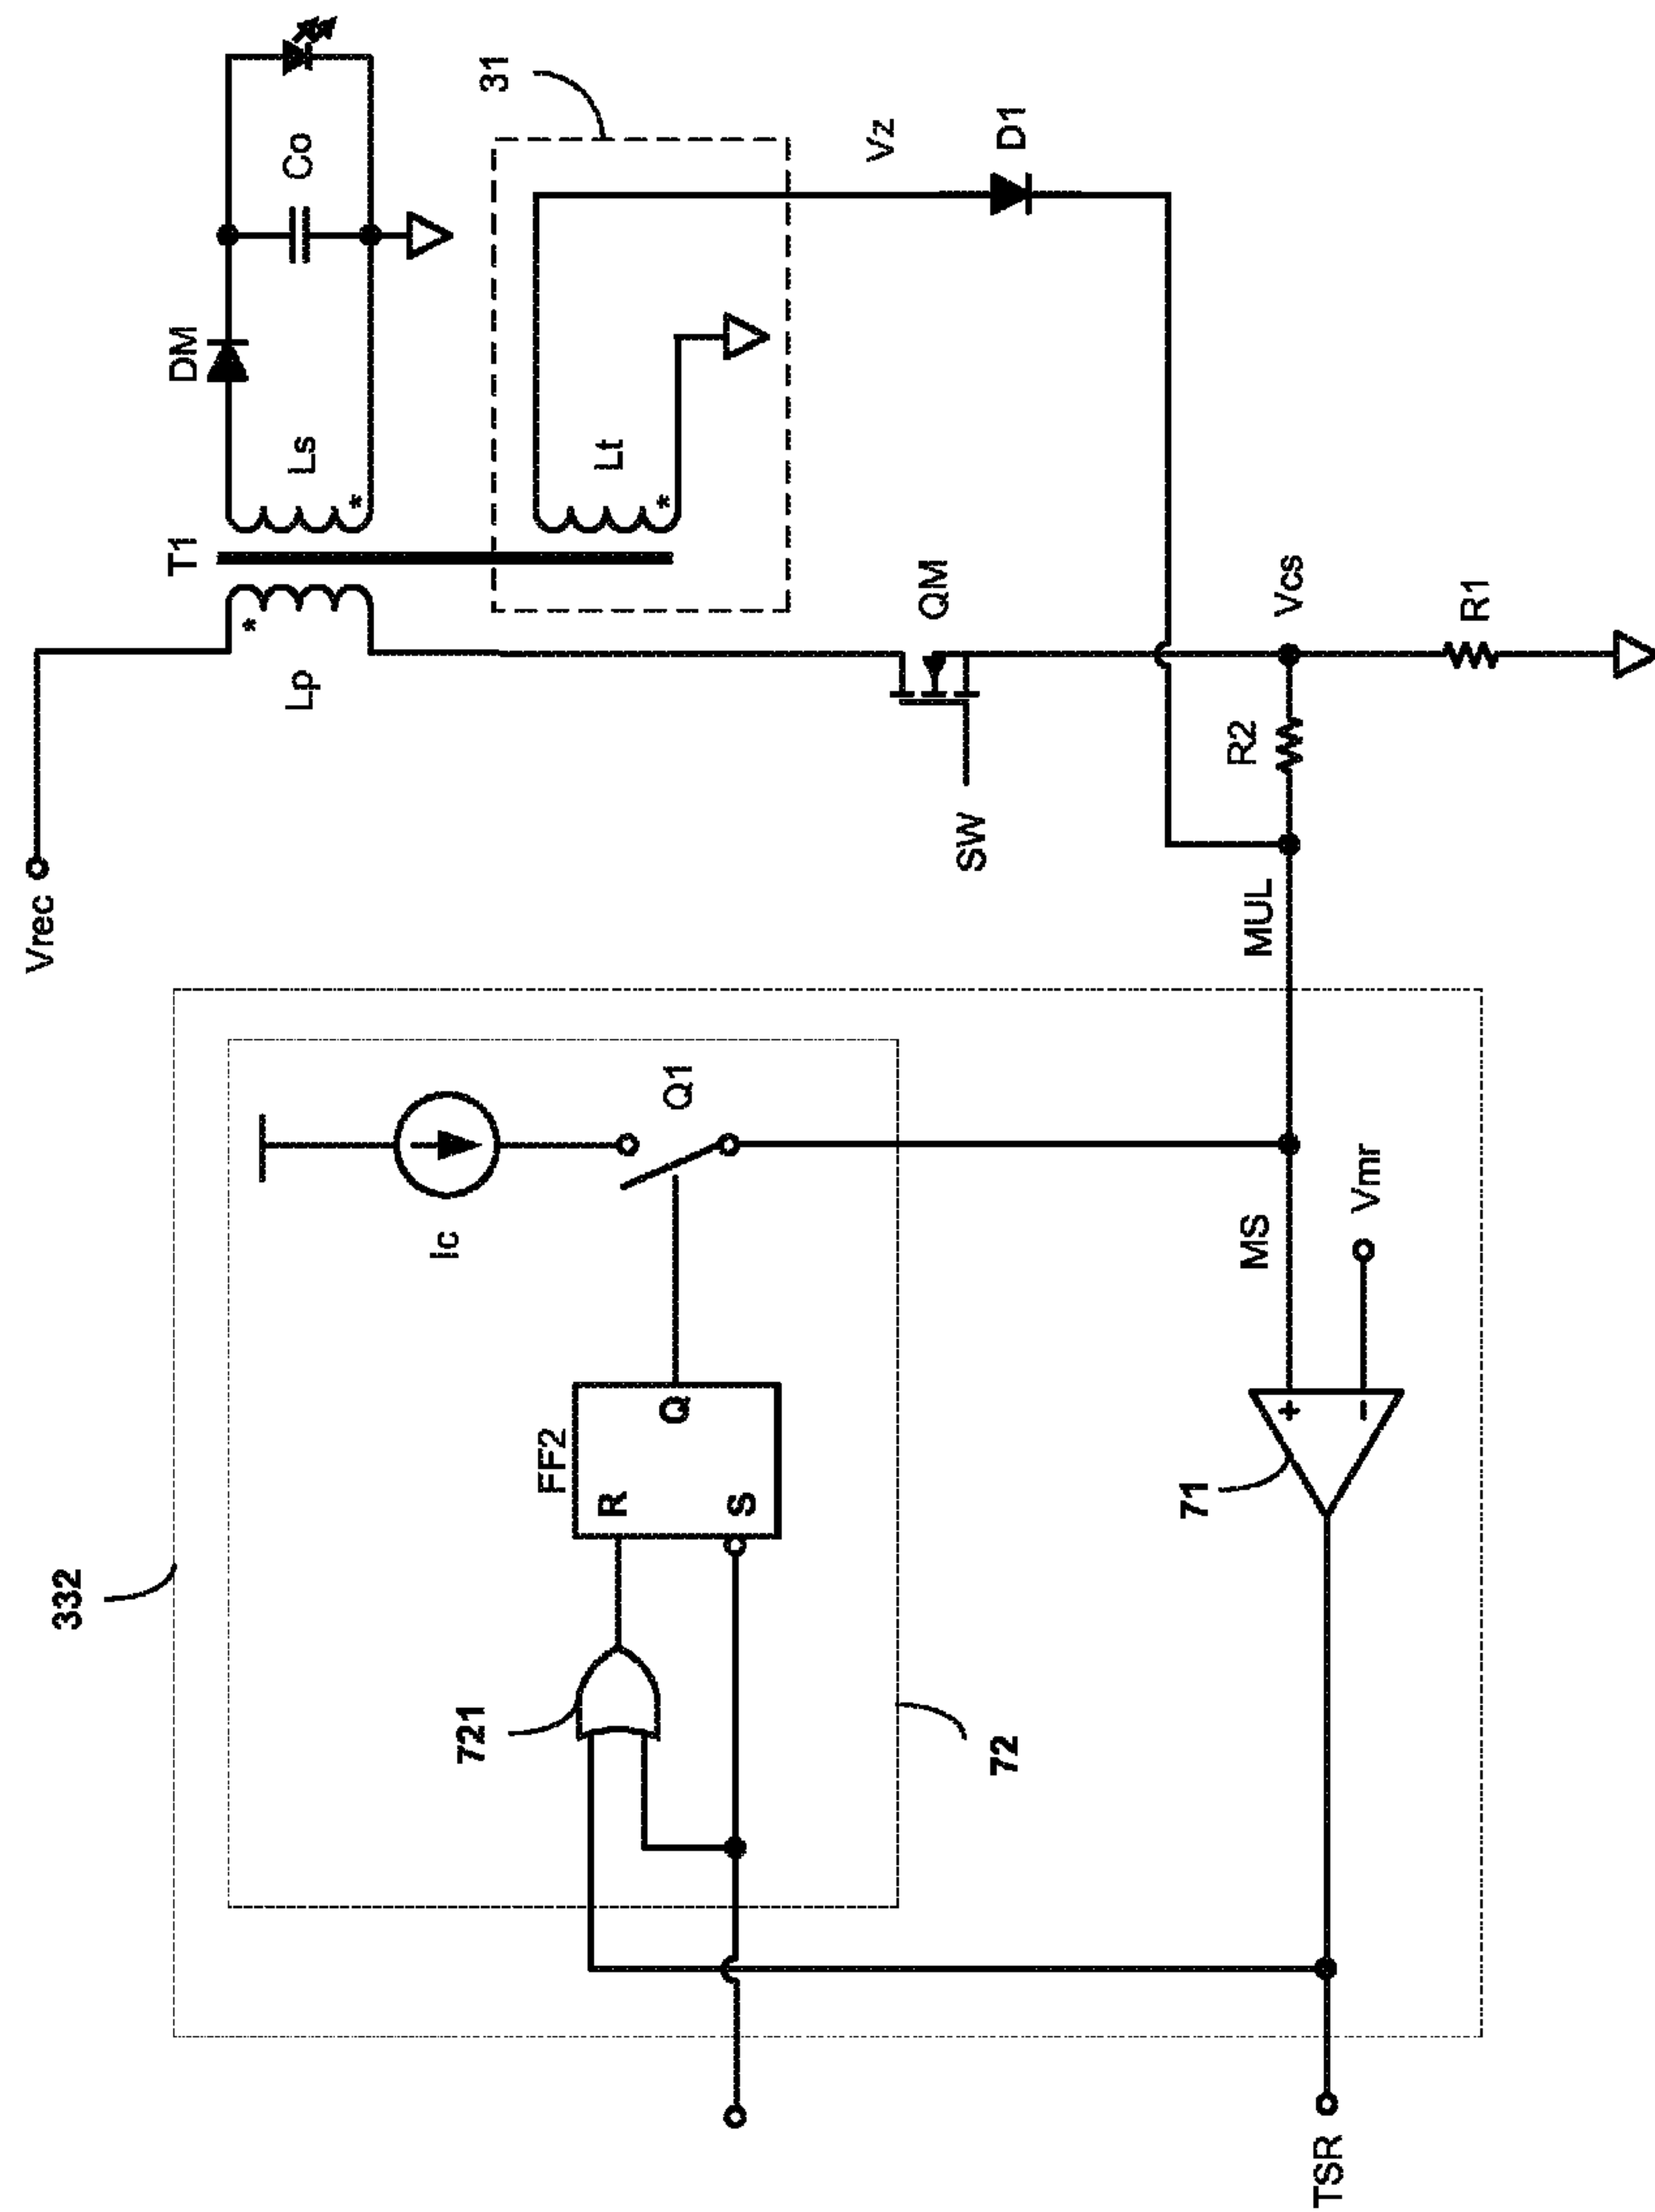 Vrec
T1
Lp
*
Ls
*
DM
Co
31
Lt
*
Vz
D1
QM
SW
Vcs
R1
R2
MUL
332
72
721
FF2
R
S
Q
Ic
Q1
MS
Vmr
+
-
71
TSR